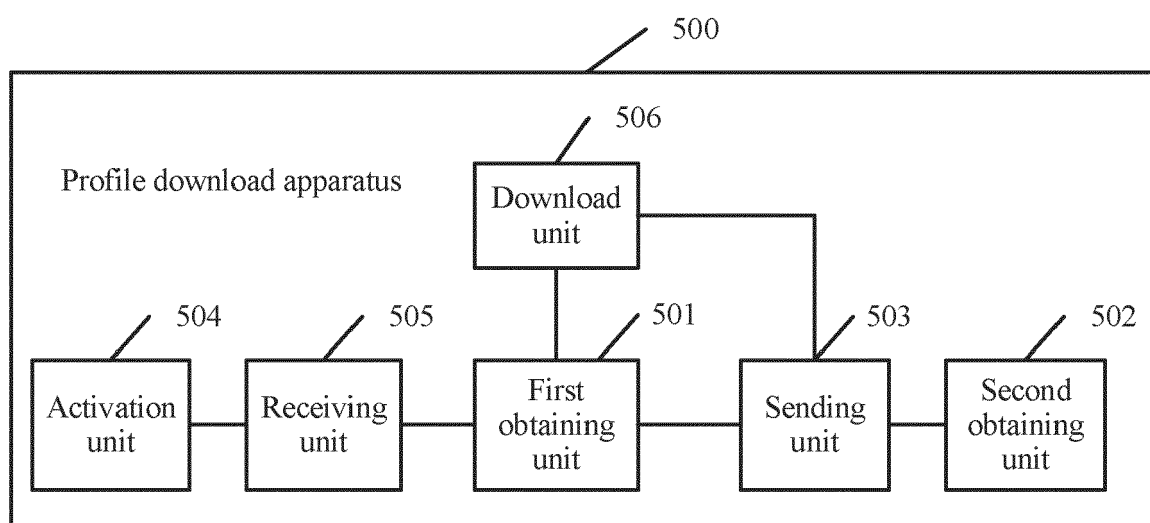 500
506
Profile download apparatus
Download
unit
504
505
501
503
502
Activation
unit
Receiving
unit
First
obtaining
unit
Sending
unit
Second
obtaining
unit